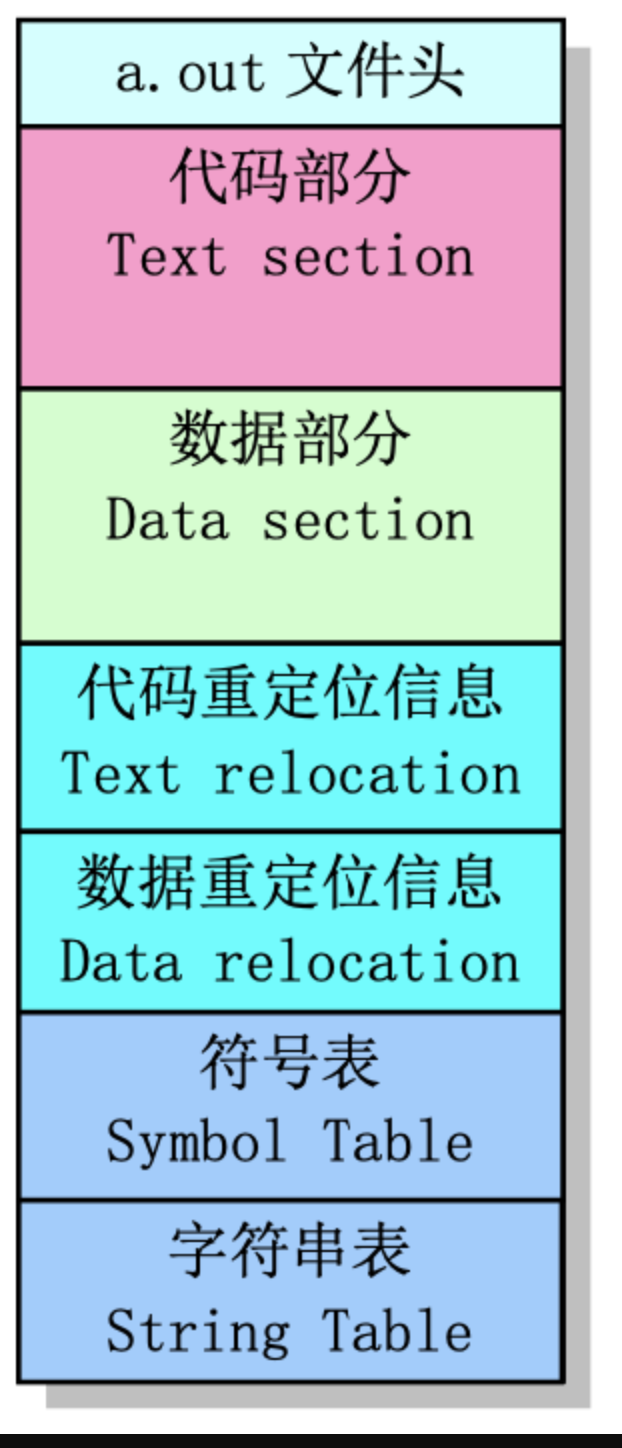 a.out 文件头
代码部分
Text section
数据部分
Data section
代码重定位信息
Text relocation
数据重定位信息
Data relocation
符号表
Symbol Table
字符串表
String Table